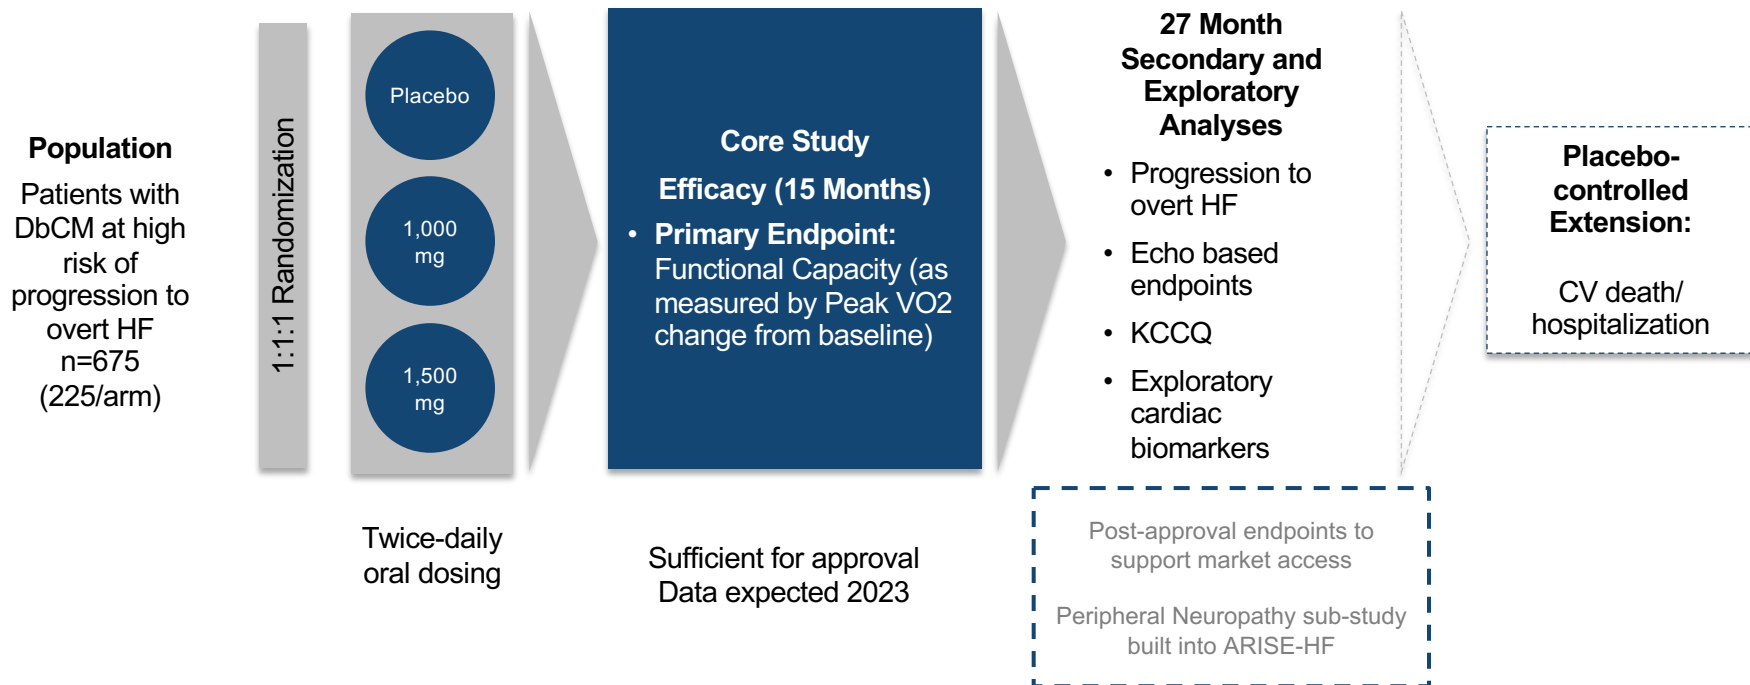 Population
Patients with
DbCM at high
risk of
progression to
overt HF
n=675
(225/arm)
1:1:1 Randomization
Placebo
1,000
mg
1,500
mg
Twice-daily
oral dosing
Core Study
Efficacy (15 Months)
• Primary Endpoint:
Functional Capacity (as
measured by Peak VO2
change from baseline)
Sufficient for approval
Data expected 2023
27 Month
Secondary and
Exploratory
Analyses
• Progression to
overt HF
• Echo based
endpoints
• KCCQ
• Exploratory
cardiac
biomarkers
Post-approval endpoints to
support market access
Peripheral Neuropathy sub-study
built into ARISE-HF
Placebo-
controlled
Extension:
CV death/
hospitalization